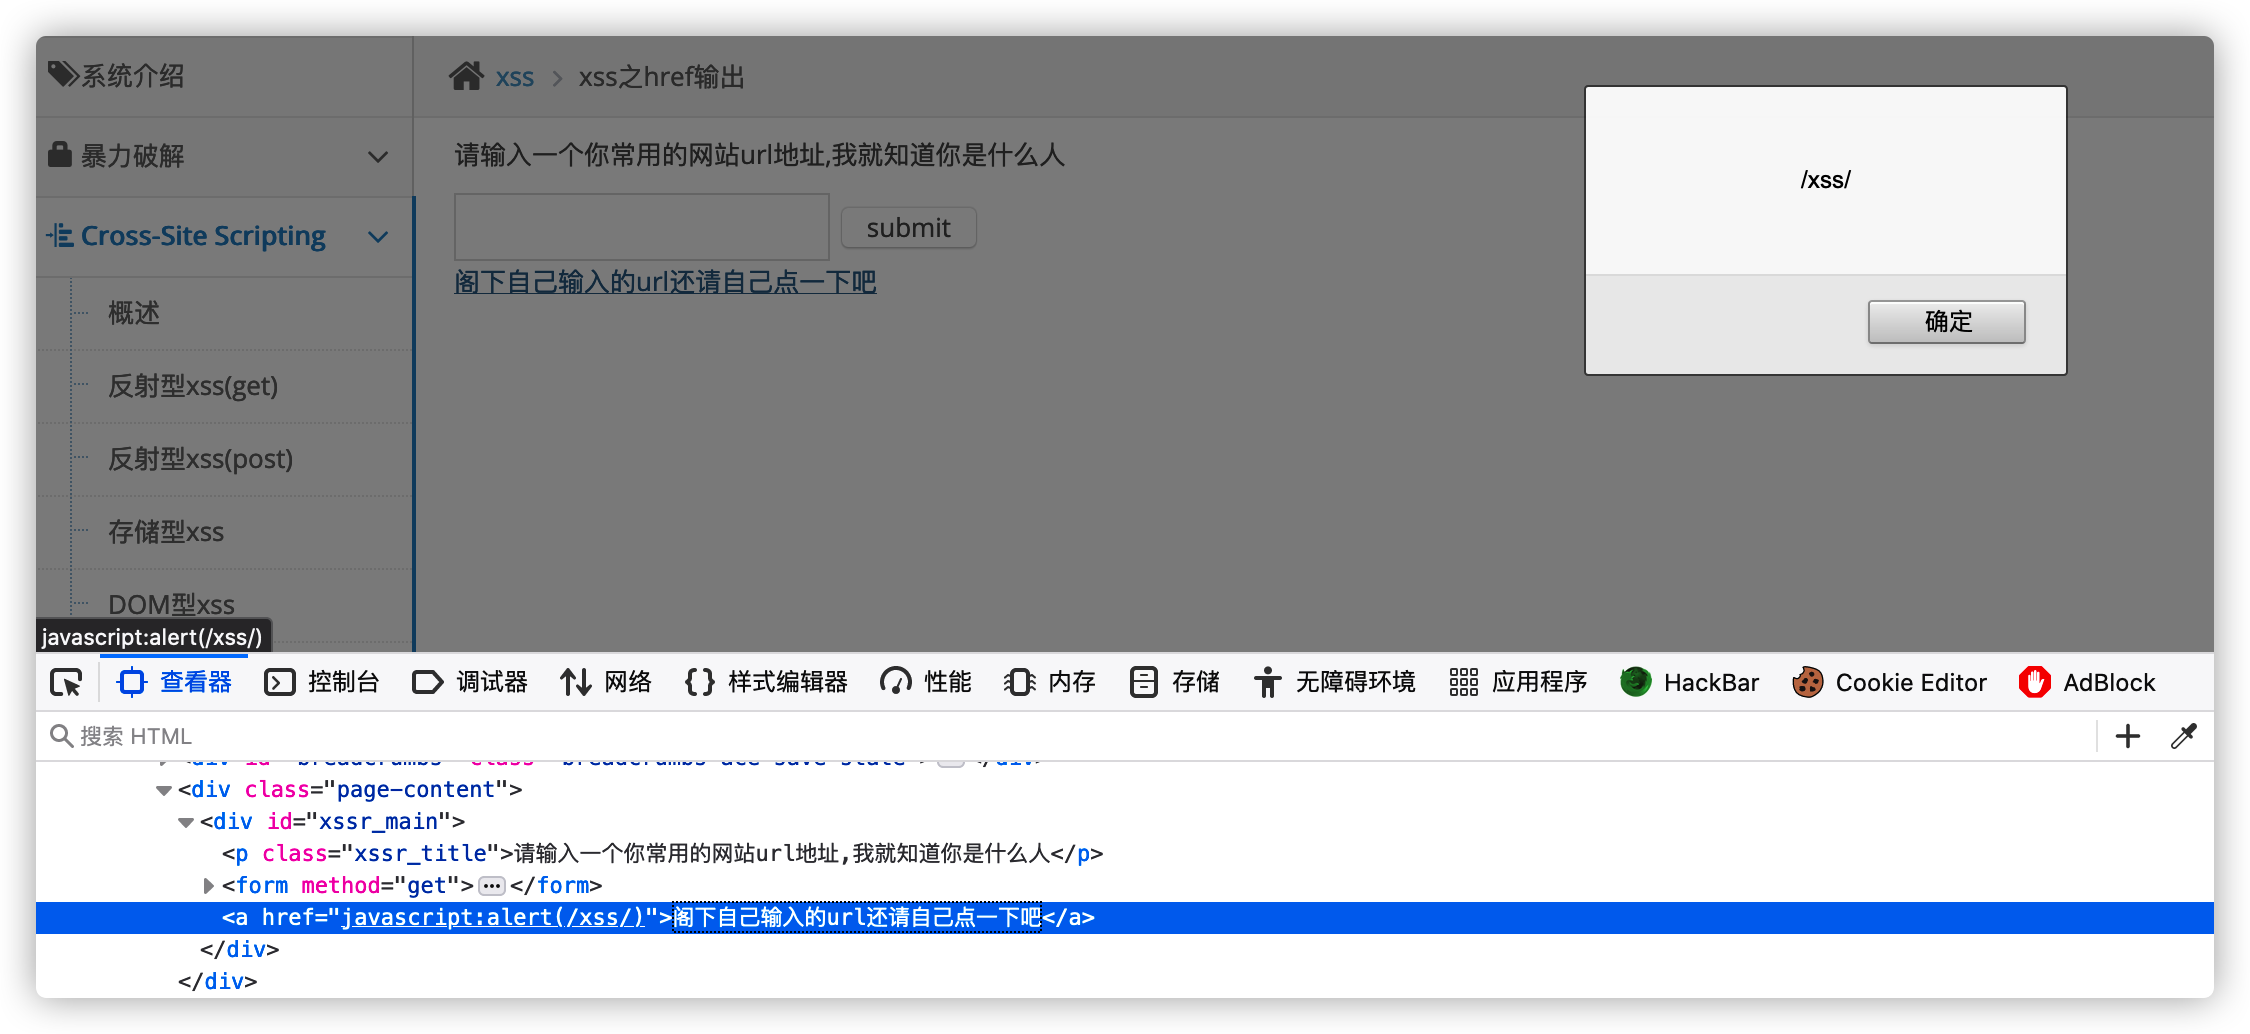 系统介绍
暴力破解
Cross-Site Scripting
概述
反射型xss(get)
反射型xss(post)
存储型xss
DOM型xss
javascript:alert(/xss/)
xss > xss之href输出
请输入一个你常用的网站url地址,我就知道你是什么人
submit
阁下自己输入的url还请自己点一下吧
/xss/
确定
查看器 控制台 调试器 网络 {} 样式编辑器 性能 内存 存储 无障碍环境 应用程序 HackBar Cookie Editor AdBlock
搜索 HTML
<div class="page-content">
<div id="xssr_main">
<p class="xssr_title">请输入一个你常用的网站url地址,我就知道你是什么人</p>
<form method="get">…</form>
<a href="javascript:alert(/xss/)">阁下自己输入的url还请自己点一下吧</a>
</div>
</div>